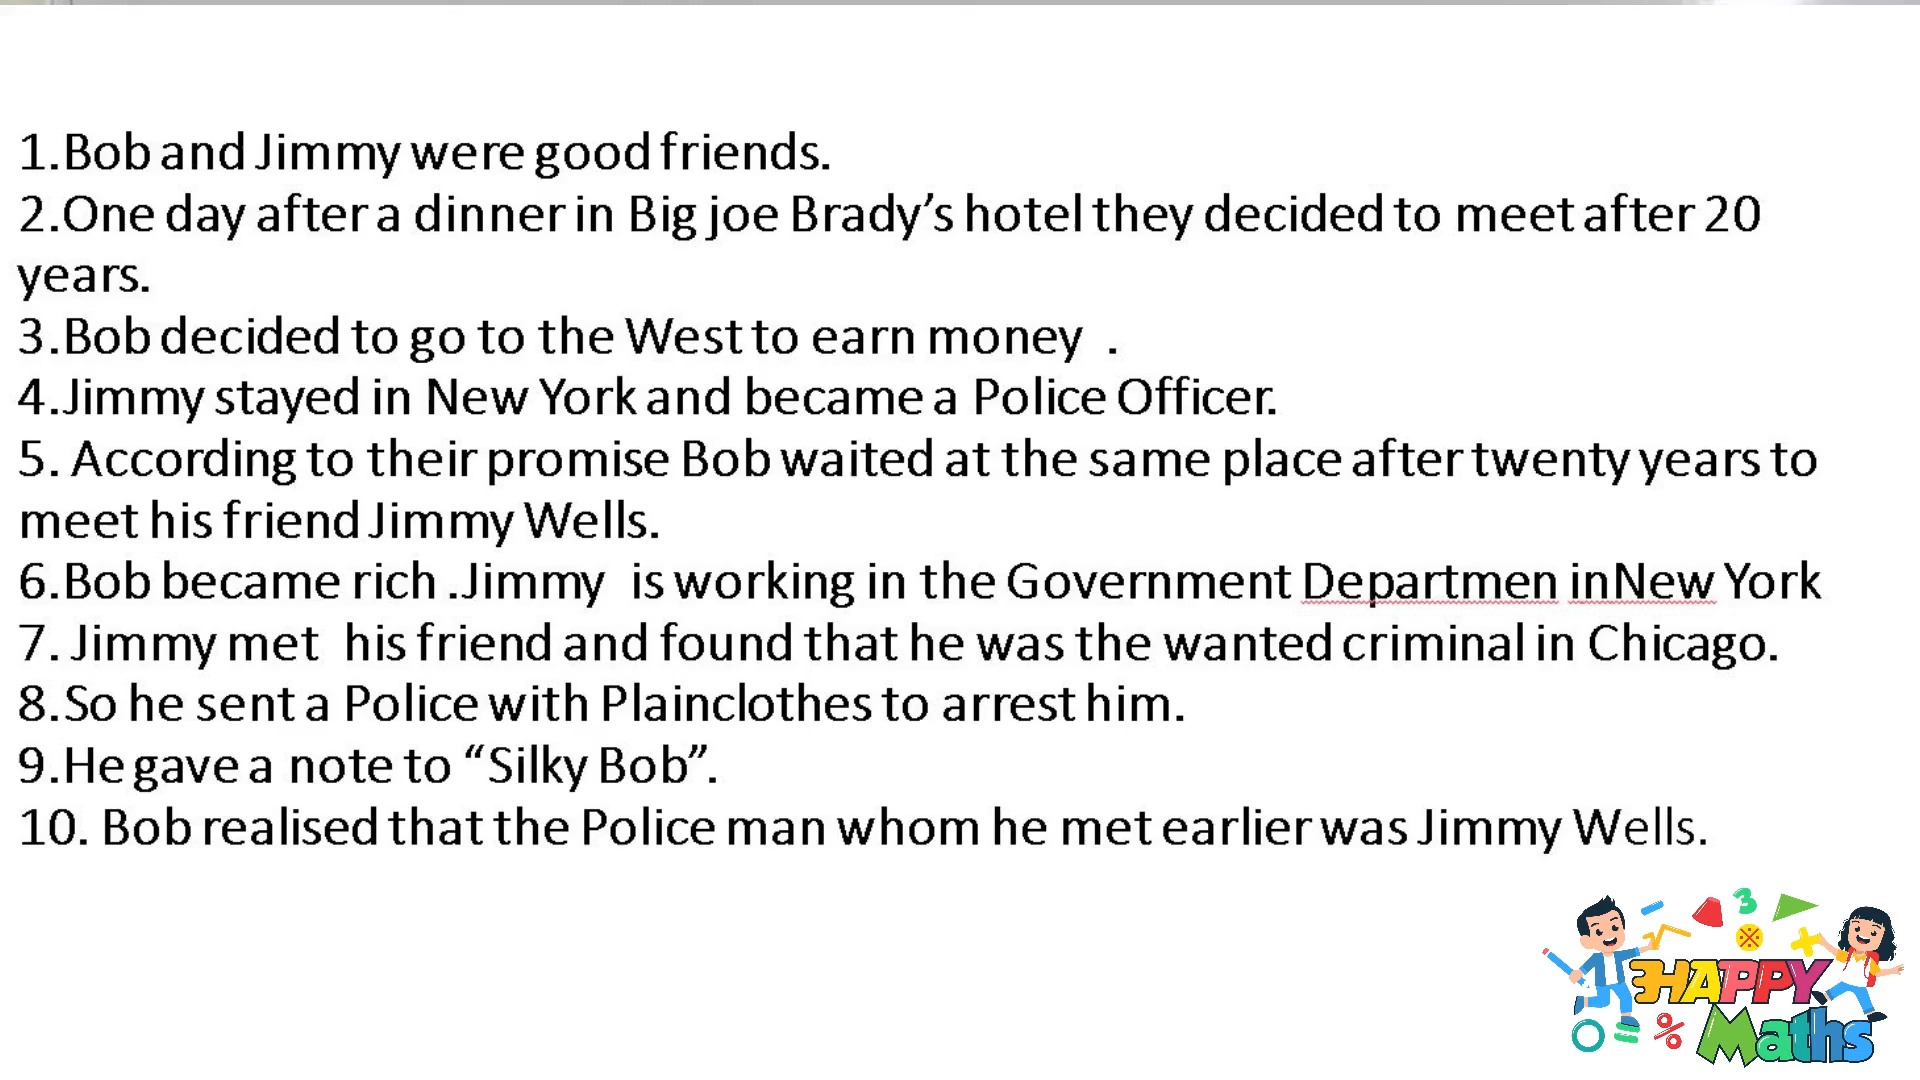 1.Bob and Jimmy were good friends.
2.One day after a dinner in Big joe Brady’s hotel they decided to meet after 20
years.
3.Bob decided to go to the West to earn money .
4.Jimmy stayed in New York and became a Police Officer.
5. According to their promise Bob waited at the same place after twenty years to
meet his friend Jimmy Wells.
6.Bob became rich .Jimmy is working in the Government Departmen inNew York
7. Jimmy met his friend and found that he was the wanted criminal in Chicago.
8.So he sent a Police with Plainclothes to arrest him.
9.He gave a note to “Silky Bob”.
10. Bob realised that the Police man whom he met earlier was Jimmy Wells.
3
HAPPY
Maths